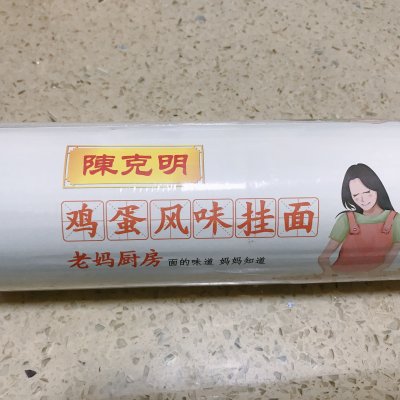 陳克明
鸡蛋风味挂面
老妈厨房 面的味道 妈妈知道